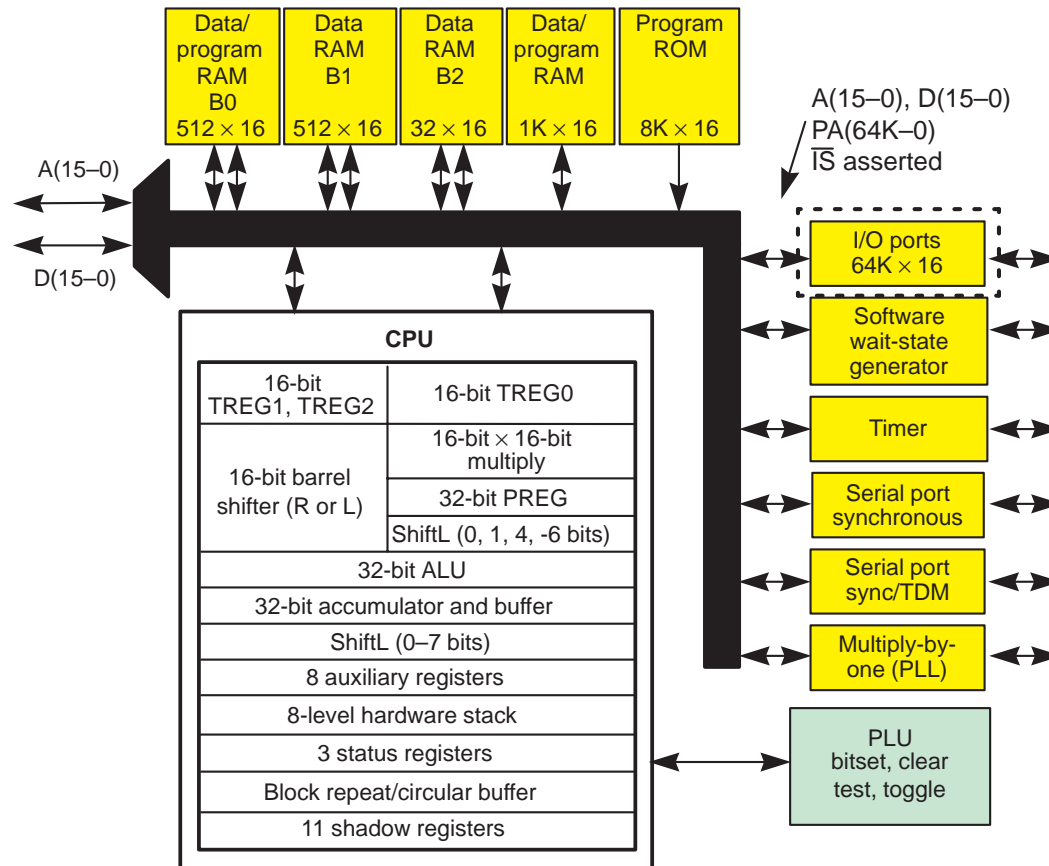 Data/
program
RAM
B0
512 × 16
Data
RAM
B1
512 × 16
Data
RAM
B2
32 × 16
Data/
program
RAM
1K × 16
Program
ROM
8K × 16
A(15–0), D(15–0)
PA(64K–0)
IS asserted
A(15–0)
D(15–0)
I/O ports
64K × 16
Software
wait-state
generator
Timer
Serial port
synchronous
Serial port
sync/TDM
Multiply-by-
one (PLL)
CPU
16-bit
TREG1, TREG2
16-bit TREG0
16-bit barrel
shifter (R or L)
16-bit × 16-bit
multiply
32-bit PREG
ShiftL (0, 1, 4, -6 bits)
32-bit ALU
32-bit accumulator and buffer
ShiftL (0–7 bits)
8 auxiliary registers
8-level hardware stack
3 status registers
Block repeat/circular buffer
11 shadow registers
PLU
bitset, clear
test, toggle